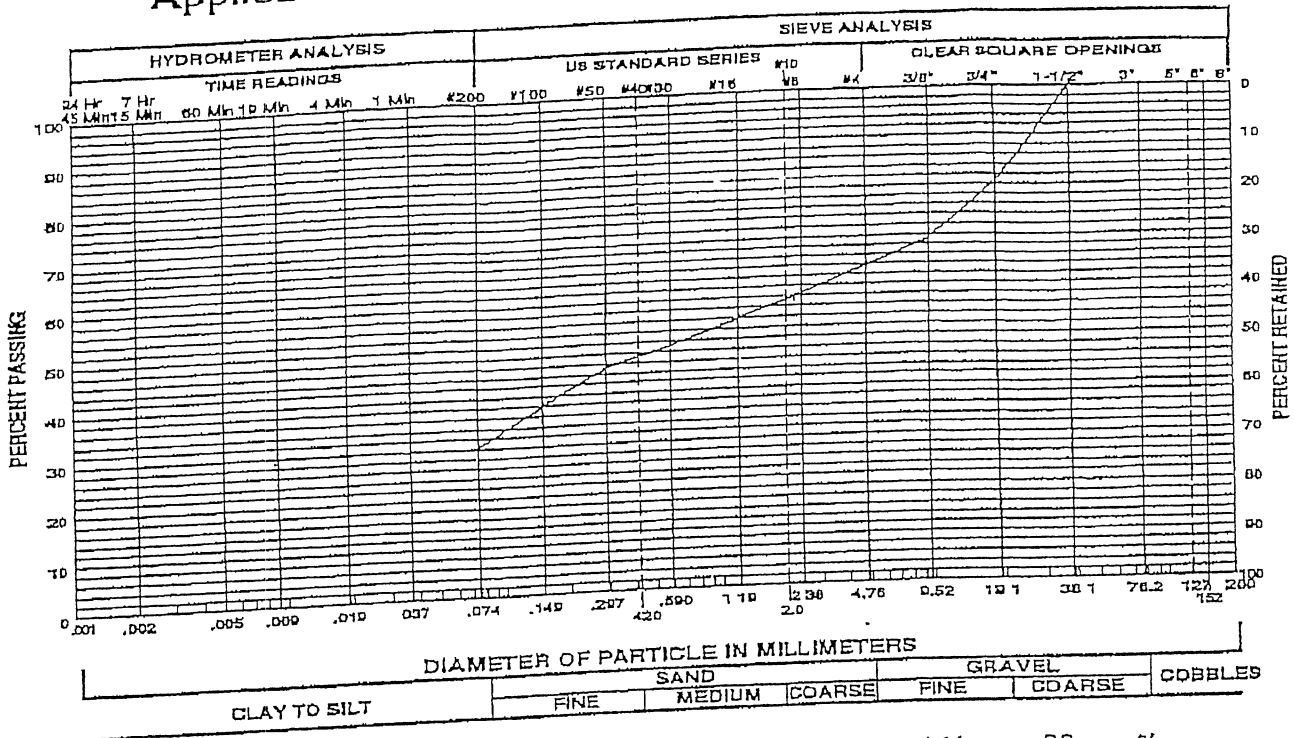 SIEVE ANALYSIS
HYDROMETER ANALYSIS
US STANDARD SERIES
CLEAR SQUARE OPENINGS
TIME READINGS
#10
24 Hr 7 Hr
45 Min 15 Min 60 Min 19 Min 4 Min 1 Min #200 #100 #50 #40 #30 #16 #8 #4 3/8" 3/4" 1-1/2" 3" 5" 6" 8"
100 0
90 10
80 20
70 30
60 40
50 50
40 60
30 70
20 80
10 90
0 100
PERCENT PASSING
PERCENT RETAINED
.001 .002 .005 .009 .019 .037 .074 .149 .297 .590 1.19 2.38 4.76 9.52 19.1 38.1 76.2 127 200
.420 2.0 152
DIAMETER OF PARTICLE IN MILLIMETERS
CLAY TO SILT
SAND
GRAVEL
COBBLES
FINE MEDIUM COARSE FINE COARSE